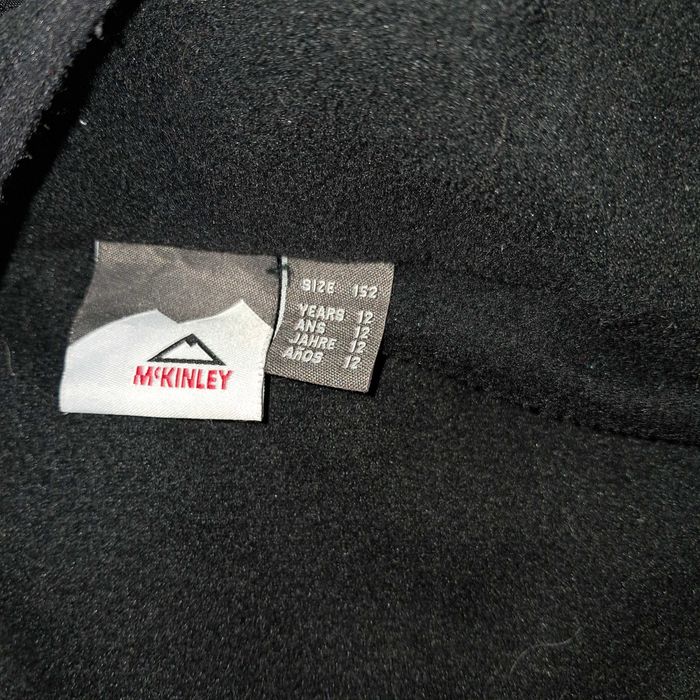 McKINLEY
SIZE 152
YEARS 12
ANS 12
JAHRE 12
AÑOS 12